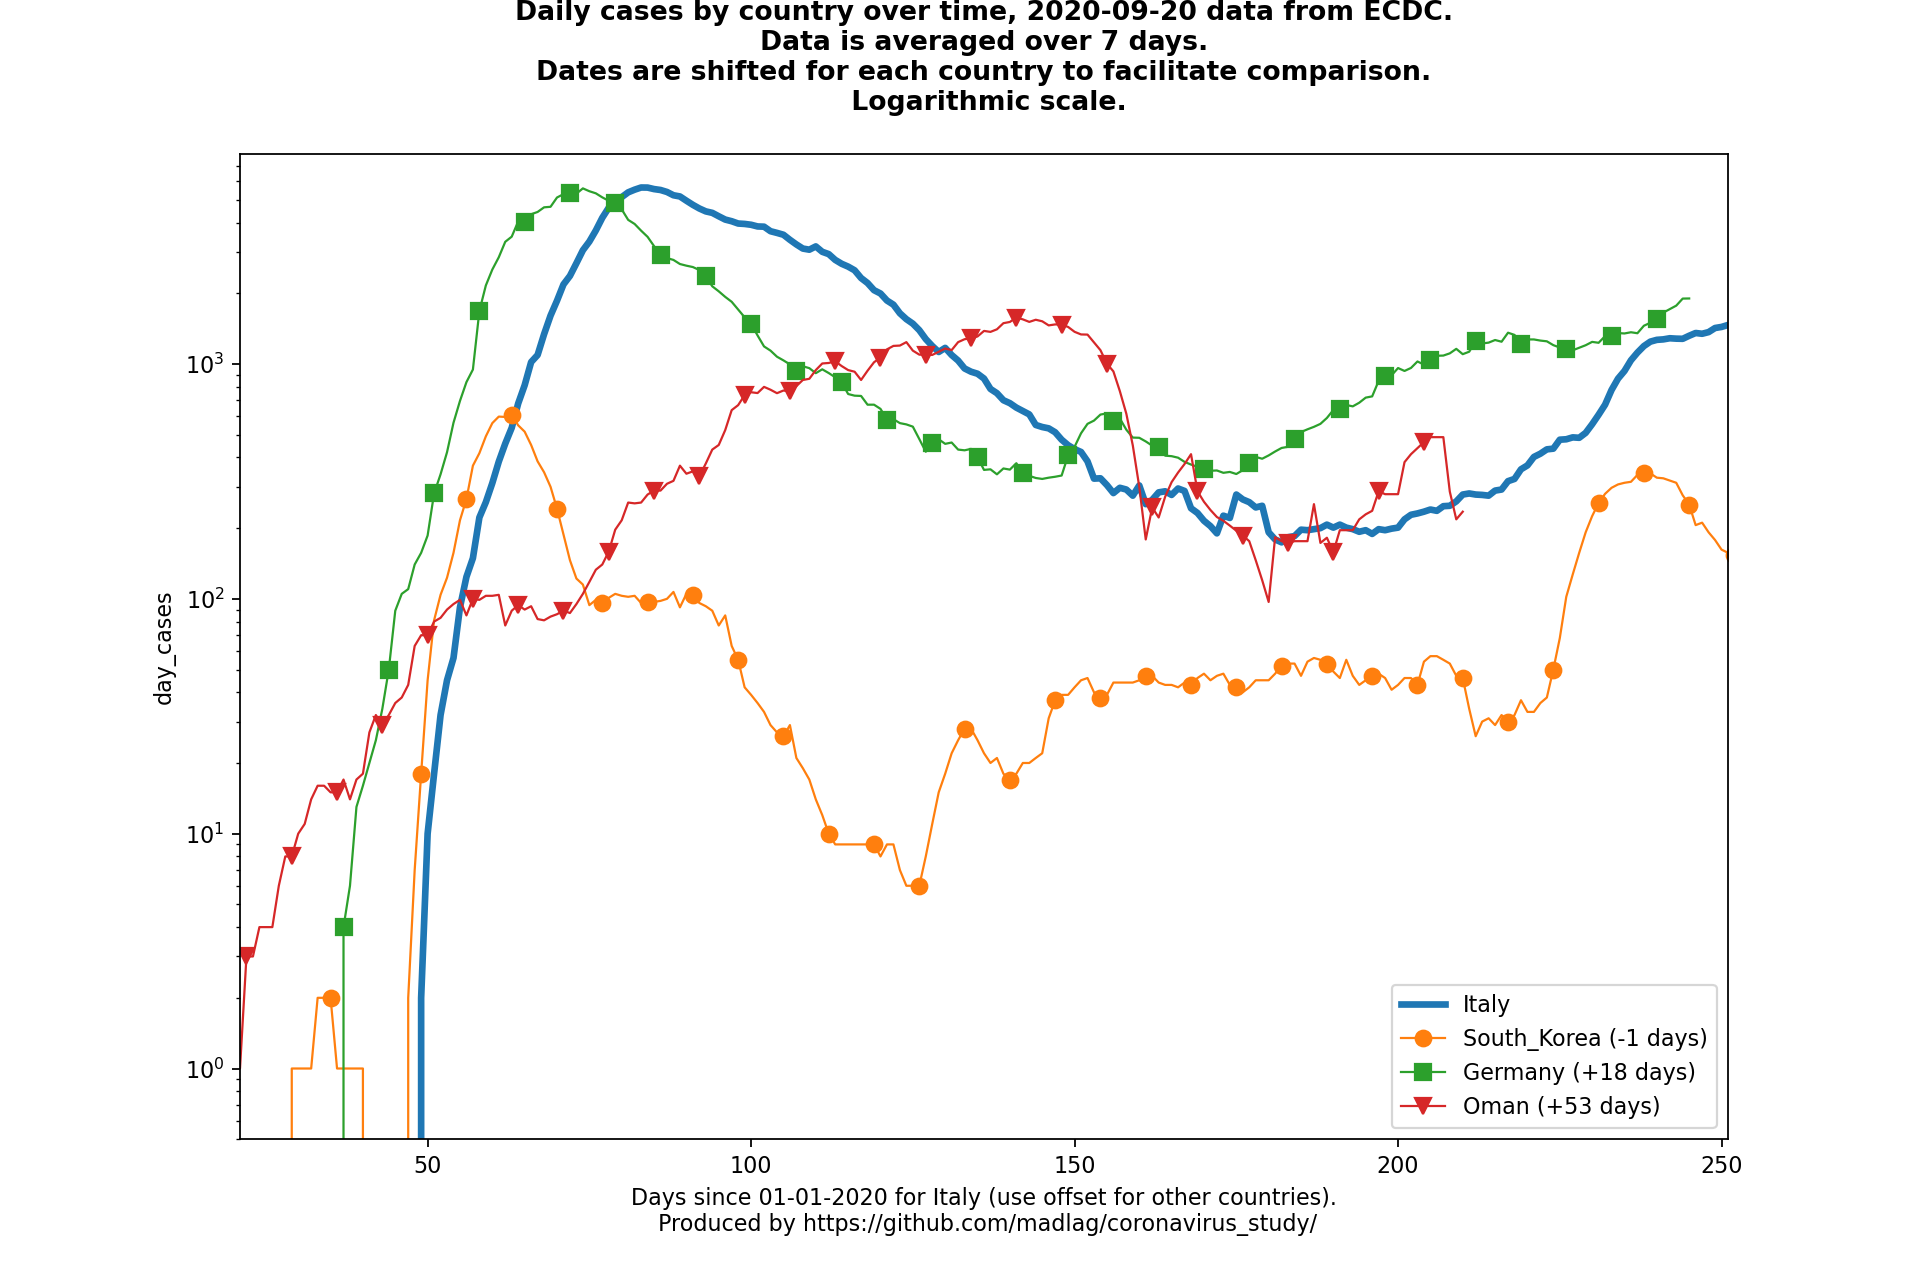 Daily cases by country over time, 2020-09-20 data from ECDC.
Data is averaged over 7 days.
Dates are shifted for each country to facilitate comparison.
Logarithmic scale.
day_cases
10³
10²
10¹
10⁰
50
100
150
200
250
Italy
South_Korea (-1 days)
Germany (+18 days)
Oman (+53 days)
Days since 01-01-2020 for Italy (use offset for other countries).
Produced by https://github.com/madlag/coronavirus_study/